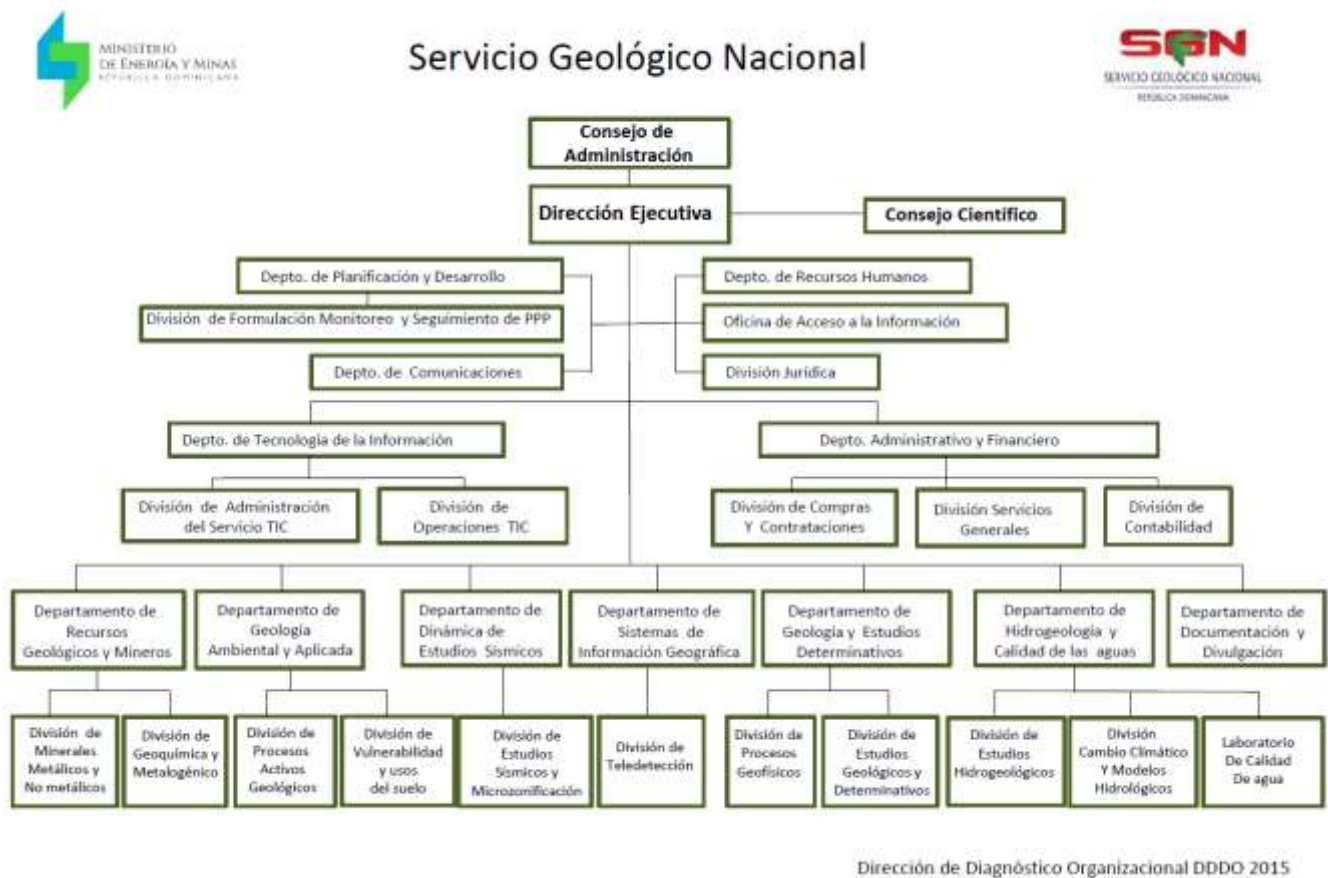 MINISTERIO
DE ENERGÍA Y MINAS
REPÚBLICA DOMINICANA
Servicio Geológico Nacional
SGN
SERVICIO GEOLÓGICO NACIONAL
REPÚBLICA DOMINICANA
Consejo de
Administración
Dirección Ejecutiva
Consejo Científico
Depto. de Planificación y Desarrollo
Depto. de Recursos Humanos
División de Formulación Monitoreo y Seguimiento de PPP
Oficina de Acceso a la Información
Depto. de Comunicaciones
División Jurídica
Depto. de Tecnología de la Información
Depto. Administrativo y Financiero
División de Administración
del Servicio TIC
División de
Operaciones TIC
División de Compras
Y Contrataciones
División Servicios
Generales
División de
Contabilidad
Departamento de
Recursos
Geológicos y Mineros
Departamento de
Geología
Ambiental y Aplicada
Departamento de
Dinámica de
Estudios Sísmicos
Departamento de
Sistemas de
Información Geográfica
Departamento de
Geología y Estudios
Determinativos
Departamento de
Hidrogeología y
Calidad de las aguas
Departamento de
Documentación y
Divulgación
División de
Minerales
Metálicos y
No metálicos
División de
Geoquímica y
Metalogénico
División de
Procesos
Activos
Geológicos
División de
Vulnerabilidad
y usos
del suelo
División de
Estudios
Sísmicos y
Microzonificación
División de
Teledetección
División de
Procesos
Geofísicos
División de
Estudios
Geológicos y
Determinativos
División de
Estudios
Hidrogeológicos
División
Cambio Climático
Y Modelos
Hidrológicos
Laboratorio
De Calidad
De agua
Dirección de Diagnóstico Organizacional DDDO 2015